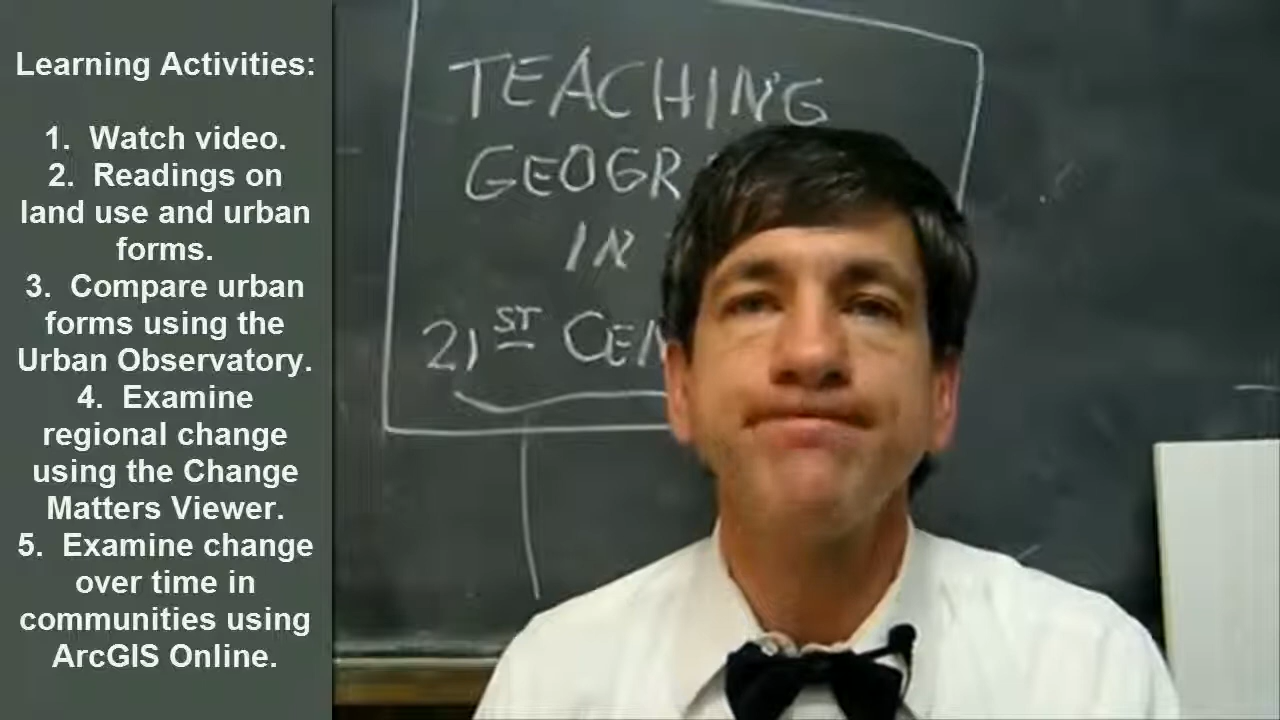 Learning Activities:
1. Watch video.
2. Readings on
land use and urban
forms.
3. Compare urban
forms using the
Urban Observatory.
4. Examine
regional change
using the Change
Matters Viewer.
5. Examine change
over time in
communities using
ArcGIS Online.
TEACHING
GEOGR
IN
21ST CEN